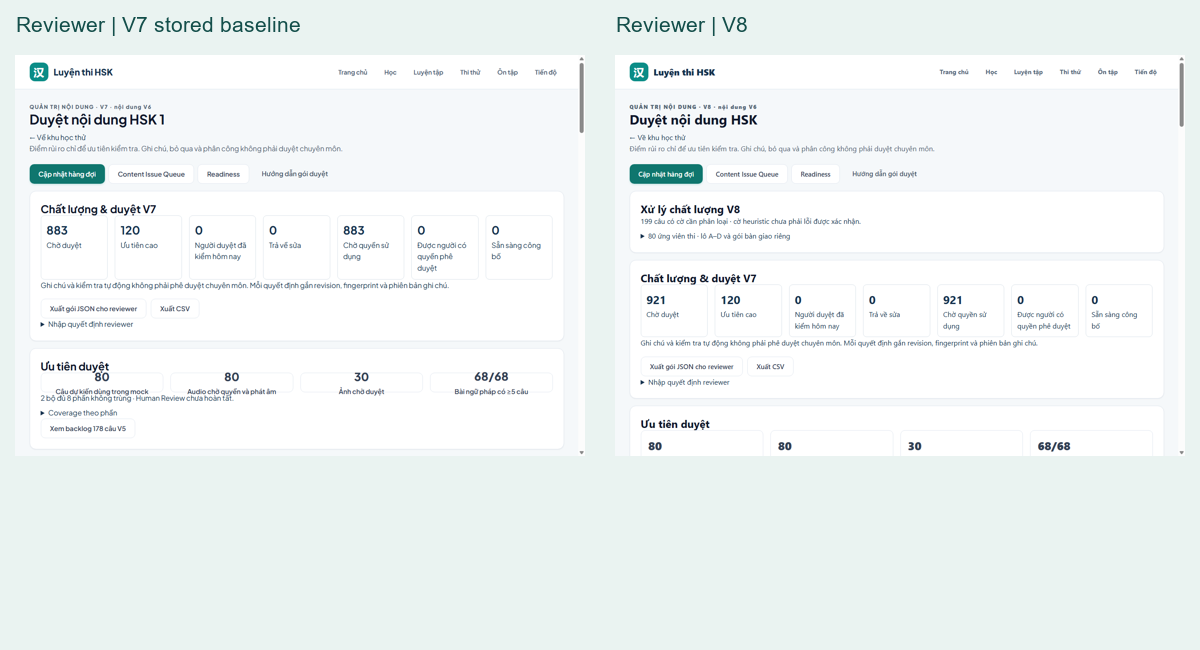 Reviewer | V7 stored baseline
汉 Luyện thi HSK
Trang chủ Học Luyện tập Thi thử Ôn tập Tiến độ
QUẢN TRỊ NỘI DUNG · V7 · nội dung V6
Duyệt nội dung HSK 1
← Về khu học thử
Điểm rủi ro chỉ để ưu tiên kiểm tra. Ghi chú, bỏ qua và phân công không phải duyệt chuyên môn.
Cập nhật hàng đợi Content Issue Queue Readiness Hướng dẫn gói duyệt
Chất lượng & duyệt V7
883 120 0 0 883 0 0
Chờ duyệt Ưu tiên cao Người duyệt đã Trả về sửa Chờ quyền sử Được người có Sẵn sàng công
kiểm hôm nay dụng quyền phê bố
duyệt
Ghi chú và kiểm tra tự động không phải phê duyệt chuyên môn. Mỗi quyết định gắn revision, fingerprint và phiên bản ghi chú.
Xuất gói JSON cho reviewer Xuất CSV
▶ Nhập quyết định reviewer
Ưu tiên duyệt
80 80 30 68/68
Câu dự kiến dùng trong mock Audio chờ quyền và phát âm Ảnh chờ duyệt Bài ngữ pháp có ≥5 câu
2 bộ đủ 8 phần không trùng · Human Review chưa hoàn tất.
▶ Coverage theo phần
Xem backlog 178 câu V5
Reviewer | V8
汉 Luyện thi HSK
Trang chủ Học Luyện tập Thi thử Ôn tập Tiến độ
QUẢN TRỊ NỘI DUNG · V8 · nội dung V6
Duyệt nội dung HSK
← Về khu học thử
Điểm rủi ro chỉ để ưu tiên kiểm tra. Ghi chú, bỏ qua và phân công không phải duyệt chuyên môn.
Cập nhật hàng đợi Content Issue Queue Readiness Hướng dẫn gói duyệt
Xử lý chất lượng V8
199 câu có cờ cần phân loại · cờ heuristic chưa phải lỗi được xác nhận.
▶ 80 ứng viên thi · lô A–D và gói bàn giao riêng
Chất lượng & duyệt V7
921 120 0 0 921 0 0
Chờ duyệt Ưu tiên cao Người duyệt đã Trả về sửa Chờ quyền sử Được người có Sẵn sàng công
kiểm hôm nay dụng quyền phê duyệt bố
Ghi chú và kiểm tra tự động không phải phê duyệt chuyên môn. Mỗi quyết định gắn revision, fingerprint và phiên bản ghi chú.
Xuất gói JSON cho reviewer Xuất CSV
▶ Nhập quyết định reviewer
Ưu tiên duyệt
80 80 30 68/68